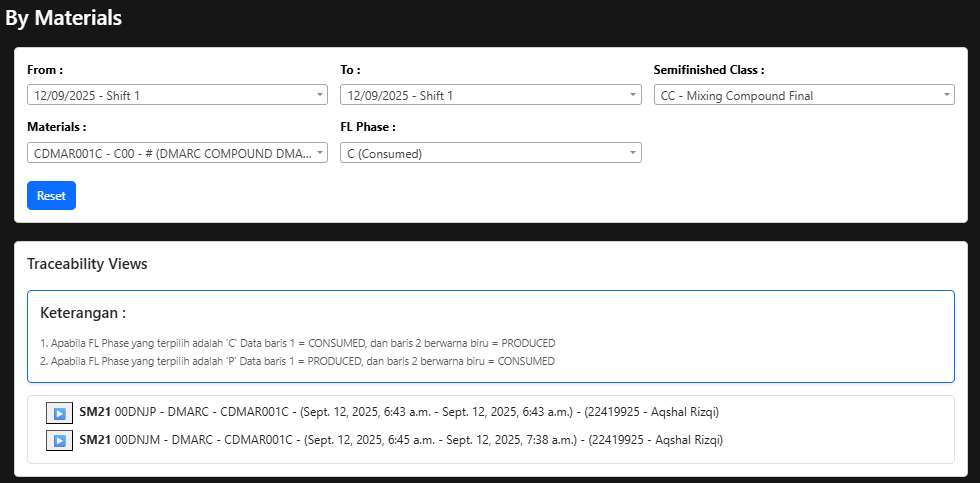 By Materials
From :
To :
Semifinished Class :
12/09/2025 - Shift 1
12/09/2025 - Shift 1
CC - Mixing Compound Final
Materials :
FL Phase :
CDMAR001C - C00 - # (DMARC COMPOUND DMA...
C (Consumed)
Reset
Traceability Views
Keterangan :
1. Apabila FL Phase yang terpilih adalah 'C' Data baris 1 = CONSUMED, dan baris 2 berwarna biru = PRODUCED
2. Apabila FL Phase yang terpilih adalah 'P' Data baris 1 = PRODUCED, dan baris 2 berwarna biru = CONSUMED
SM21 00DNJP - DMARC - CDMAR001C - (Sept. 12, 2025, 6:43 a.m. - Sept. 12, 2025, 6:43 a.m.) - (22419925 - Aqshal Rizqi)
SM21 00DNJM - DMARC - CDMAR001C - (Sept. 12, 2025, 6:45 a.m. - Sept. 12, 2025, 7:38 a.m.) - (22419925 - Aqshal Rizqi)